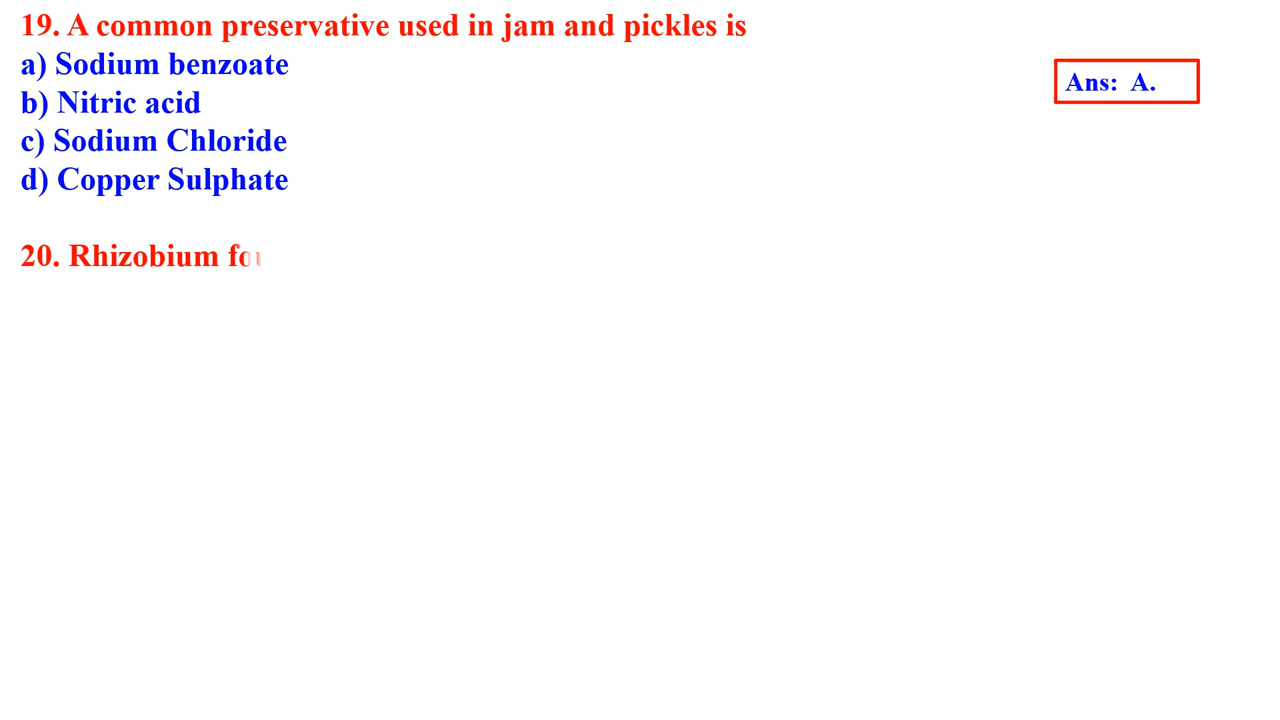 19. A common preservative used in jam and pickles is
a) Sodium benzoate
Ans: A.
b) Nitric acid
c) Sodium Chloride
d) Copper Sulphate
20. Rhizobium